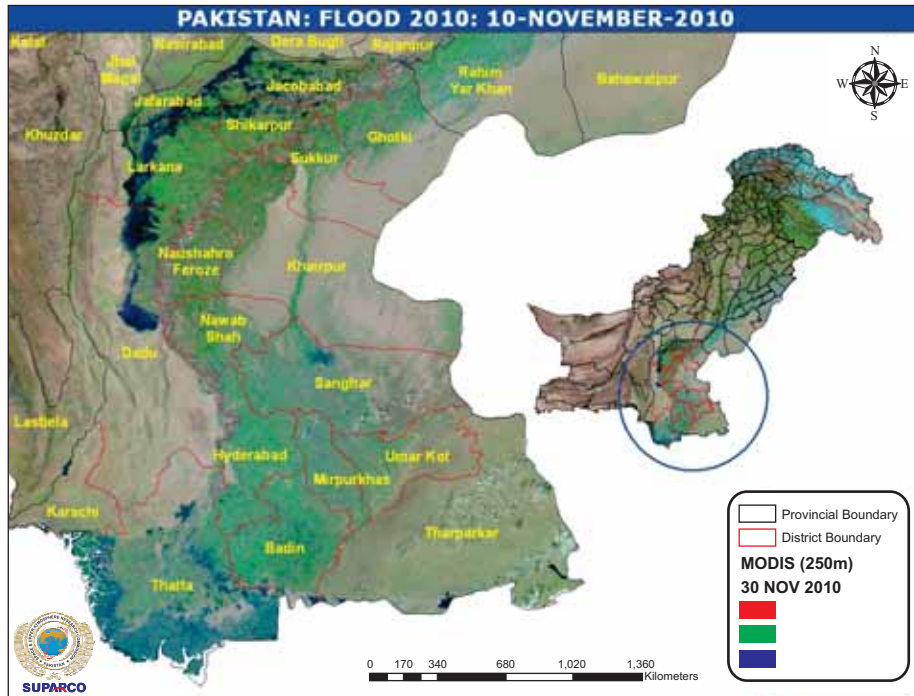 PAKISTAN: FLOOD 2010: 10-NOVEMBER-2010
Kalat
Jhal
Magsi
Nasirabad
Dera Bugh
Rajanpur
Jafarabad
Jacobabad
Rahim
Yar Khan
Bahawalpur
N
W
E
S
Khuzdar
Shikarpur
Ghotki
Larkana
Sukkur
Naushahro
Feroze
Khairpur
Nawab
Shah
Dadu
Sanghar
Lasbela
Hyderabad
Umar Kot
Mirpurkhas
Karachi
Tharparkar
Badin
Thatta
Provincial Boundary
District Boundary
MODIS (250m)
30 NOV 2010
0 170 340 680 1,020 1,360
Kilometers
SUPARCO